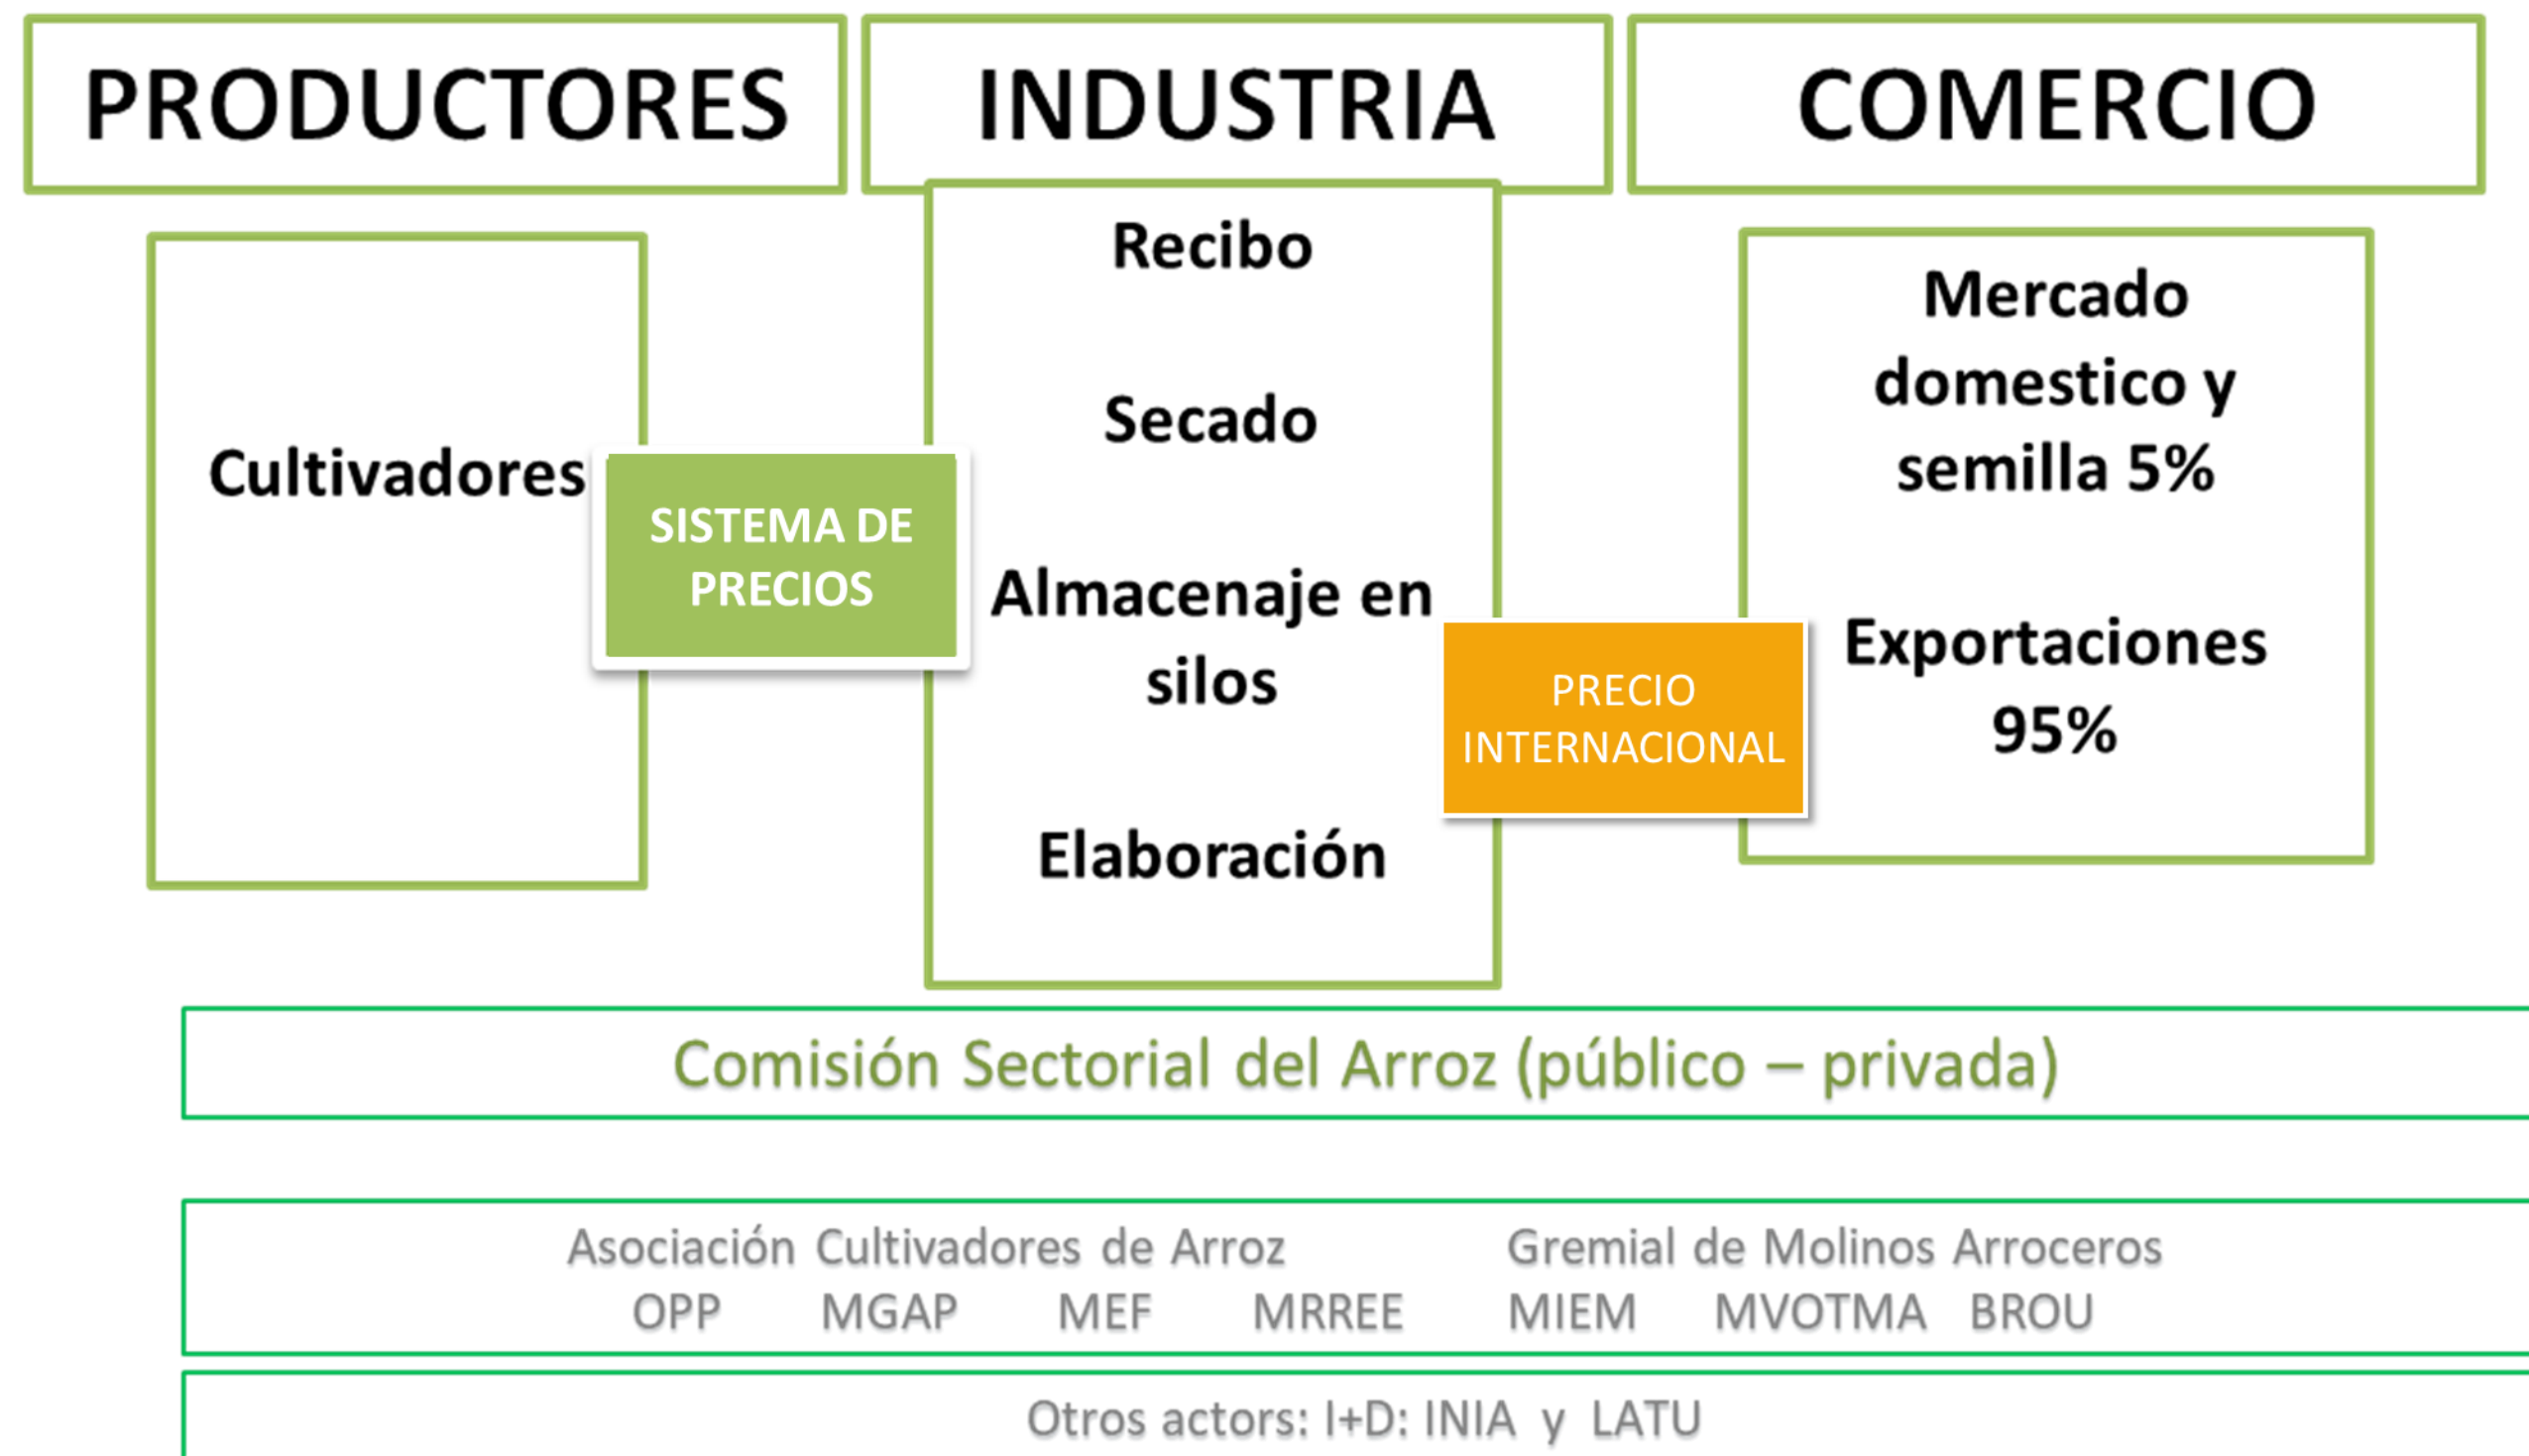 PRODUCTORES
INDUSTRIA
COMERCIO
Cultivadores
SISTEMA DE
PRECIOS
Recibo
Secado
Almacenaje en
silos
Elaboración
PRECIO
INTERNACIONAL
Mercado
domestico y
semilla 5%
Exportaciones
95%
Comisión Sectorial del Arroz (público – privada)
Asociación Cultivadores de Arroz Gremial de Molinos Arroceros
OPP MGAP MEF MRREE MIEM MVOTMA BROU
Otros actors: I+D: INIA y LATU